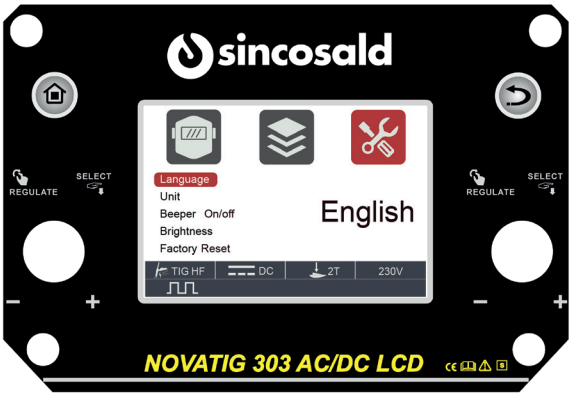 sincosald
REGULATE
SELECT
REGULATE
SELECT
Language
Unit
Beeper On/off
Brightness
Factory Reset
English
TIG HF
DC
2T
230V
- +
- +
NOVATIG 303 AC/DC LCD
CE
S